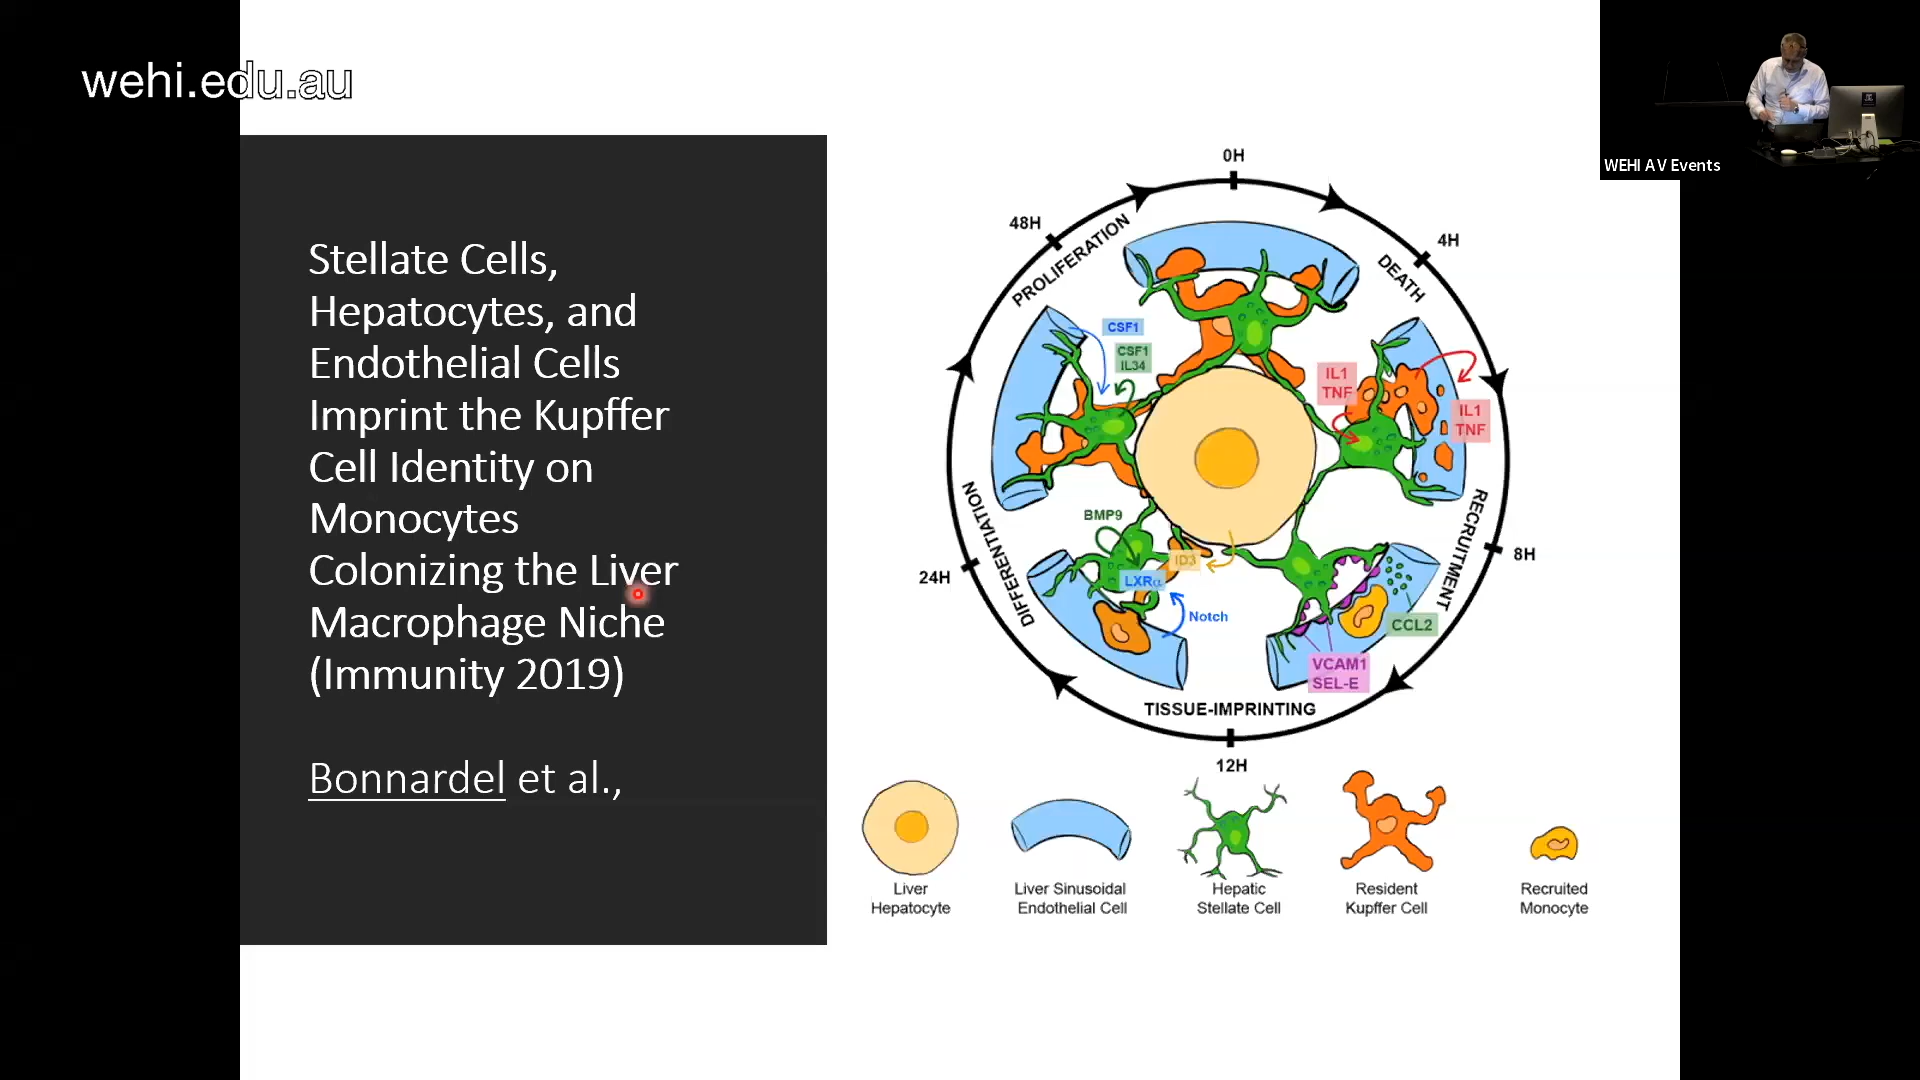 wehi.edu.au
WEHI AV Events
Stellate Cells,
Hepatocytes, and
Endothelial Cells
Imprint the Kupffer
Cell Identity on
Monocytes
Colonizing the Liver
Macrophage Niche
(Immunity 2019)
Bonnardel et al.,
0H
4H
8H
12H
24H
48H
DEATH
RECRUITMENT
TISSUE-IMPRINTING
DIFFERENTIATION
PROLIFERATION
CSF1
CSF1
IL34
IL1
TNF
IL1
TNF
BMP9
ID3
LXRα
Notch
CCL2
VCAM1
SEL-E
Liver
Hepatocyte
Liver Sinusoidal
Endothelial Cell
Hepatic
Stellate Cell
Resident
Kupffer Cell
Recruited
Monocyte